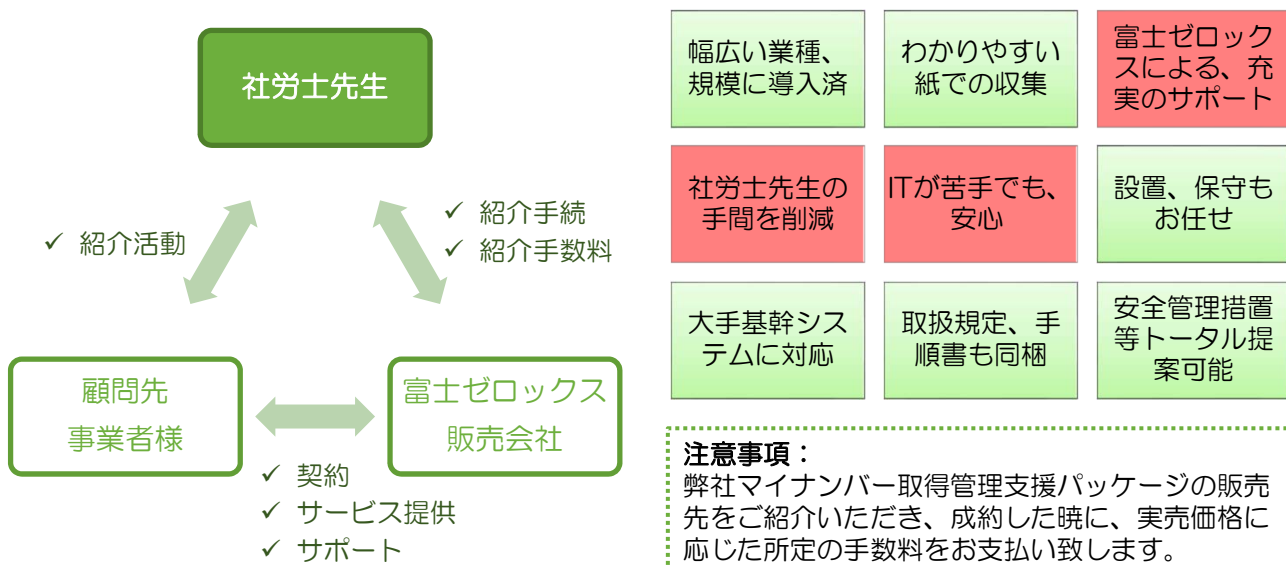 社労士先生
✓ 紹介活動
✓ 紹介手続
✓ 紹介手数料
顧問先
事業者様
富士ゼロックス
販売会社
✓ 契約
✓ サービス提供
✓ サポート
幅広い業種、
規模に導入済
わかりやすい
紙での収集
富士ゼロック
スによる、充
実のサポート
社労士先生の
手間を削減
ITが苦手でも、
安心
設置、保守も
お任せ
大手基幹シス
テムに対応
取扱規定、手
順書も同梱
安全管理措置
等トータル提
案可能
注意事項：
弊社マイナンバー取得管理支援パッケージの販売
先をご紹介いただき、成約した暁に、実売価格に
応じた所定の手数料をお支払い致します。